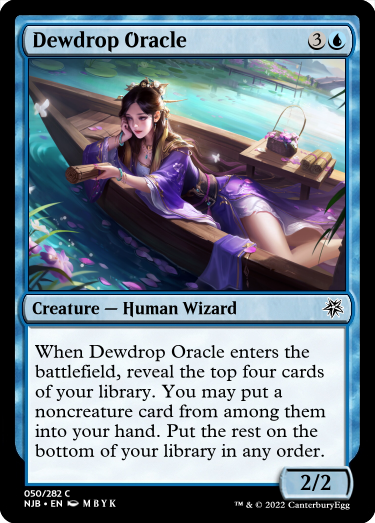 Dewdrop Oracle 3
Creature — Human Wizard
When Dewdrop Oracle enters the
battlefield, reveal the top four cards
of your library. You may put a
noncreature card from among them
into your hand. Put the rest on the
bottom of your library in any order.
2/2
050/282 C
NJB • EN MBYK
™ & © 2022 CanterburyEgg